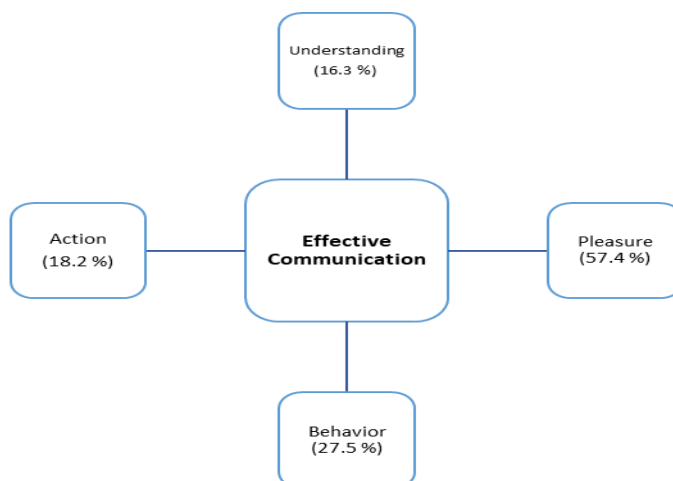 Understanding
(16.3 %)
Action
(18.2 %)
Effective
Communication
Pleasure
(57.4 %)
Behavior
(27.5 %)